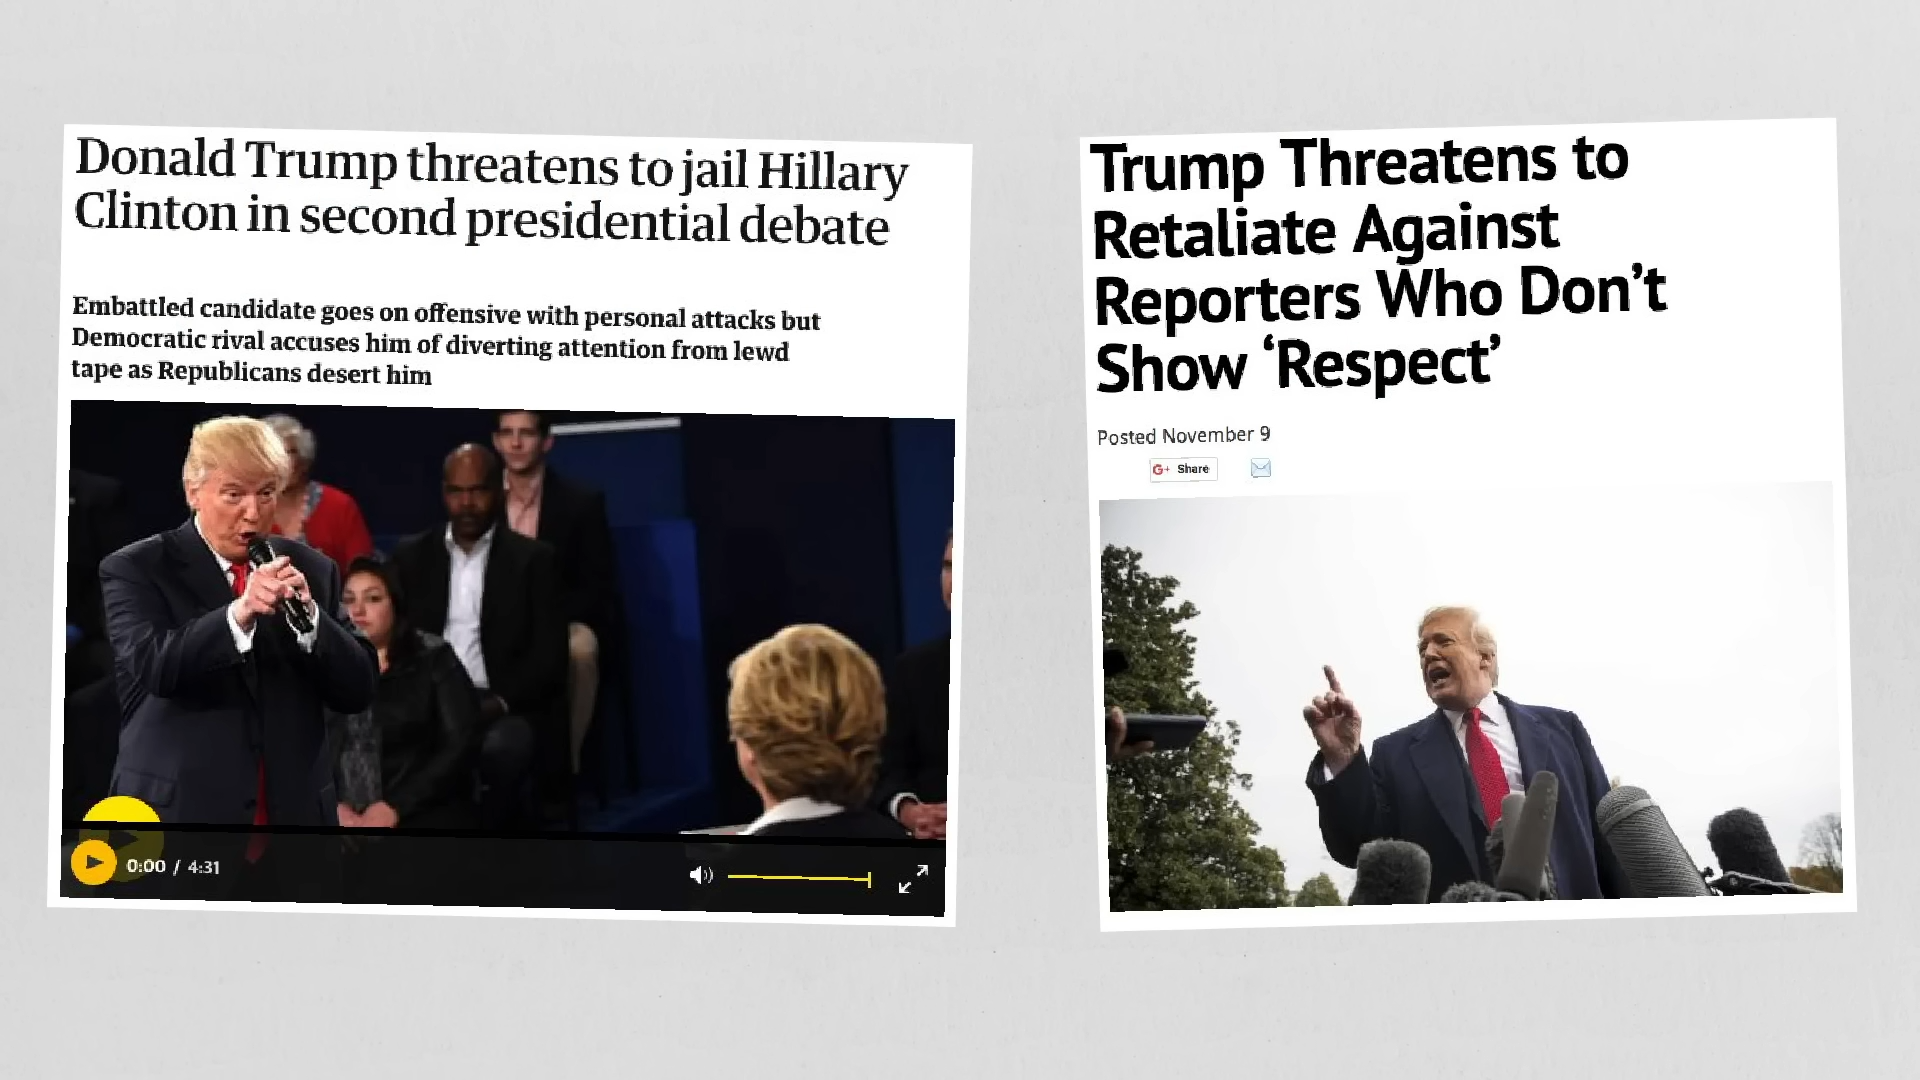 Donald Trump threatens to jail Hillary
Clinton in second presidential debate
Embattled candidate goes on offensive with personal attacks but
Democratic rival accuses him of diverting attention from lewd
tape as Republicans desert him
0:00 / 4:31
Trump Threatens to
Retaliate Against
Reporters Who Don’t
Show ‘Respect’
Posted November 9
G+ Share